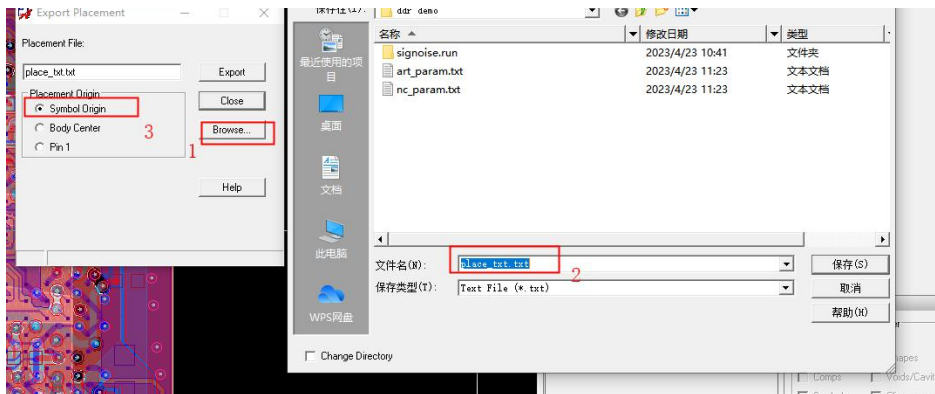 Export Placement
Placement File:
place_txt.txt
Export
Placement Origin
Symbol Origin
Close
Body Center
3
1
Browse...
Pin 1
Help
保存在(I):
ddr demo
名称
修改日期
类型
signoise.run
2023/4/23 10:41
文件夹
art_param.txt
2023/4/23 11:23
文本文档
nc_param.txt
2023/4/23 11:23
文本文档
最近使用的项
目
桌面
文档
此电脑
WPS网盘
文件名(N):
place_txt.txt
2
保存(S)
保存类型(T):
Text File (*.txt)
取消
帮助(H)
Change Directory
Comps
Voids/Cavit